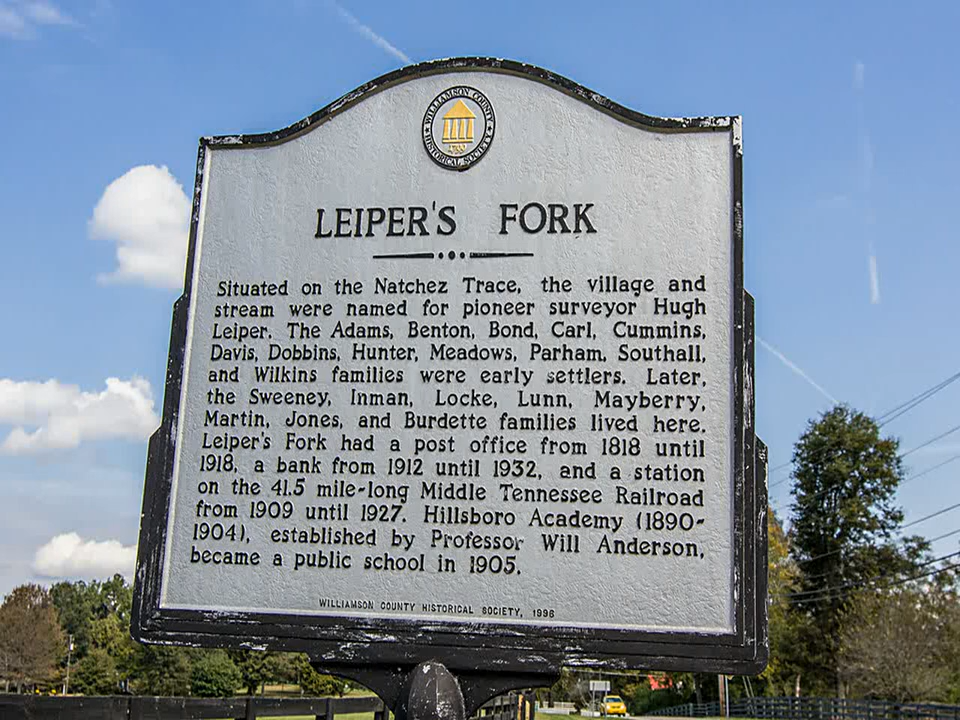 WILLIAMSON COUNTY
HISTORICAL SOCIETY
LEIPER'S FORK
Situated on the Natchez Trace, the village and
stream were named for pioneer surveyor Hugh
Leiper. The Adams, Benton, Bond, Carl, Cummins,
Davis, Dobbins, Hunter, Meadows, Parham, Southall,
and Wilkins families were early settlers. Later,
the Sweeney, Inman, Locke, Lunn, Mayberry,
Martin, Jones, and Burdette families lived here.
Leiper's Fork had a post office from 1818 until
1918, a bank from 1912 until 1932, and a station
on the 41.5 mile-long Middle Tennessee Railroad
from 1909 until 1927. Hillsboro Academy (1890-
1904), established by Professor Will Anderson,
became a public school in 1905.
WILLIAMSON COUNTY HISTORICAL SOCIETY, 1996